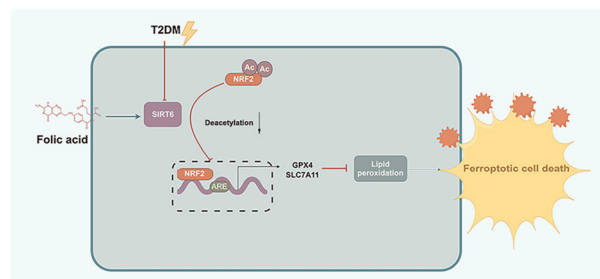 T2DM
Ac
Ac
NRF2
Folic acid
SIRT6
Deacetylation
NRF2
ARE
GPX4
SLC7A11
Lipid
peroxidation
Ferroptotic cell death